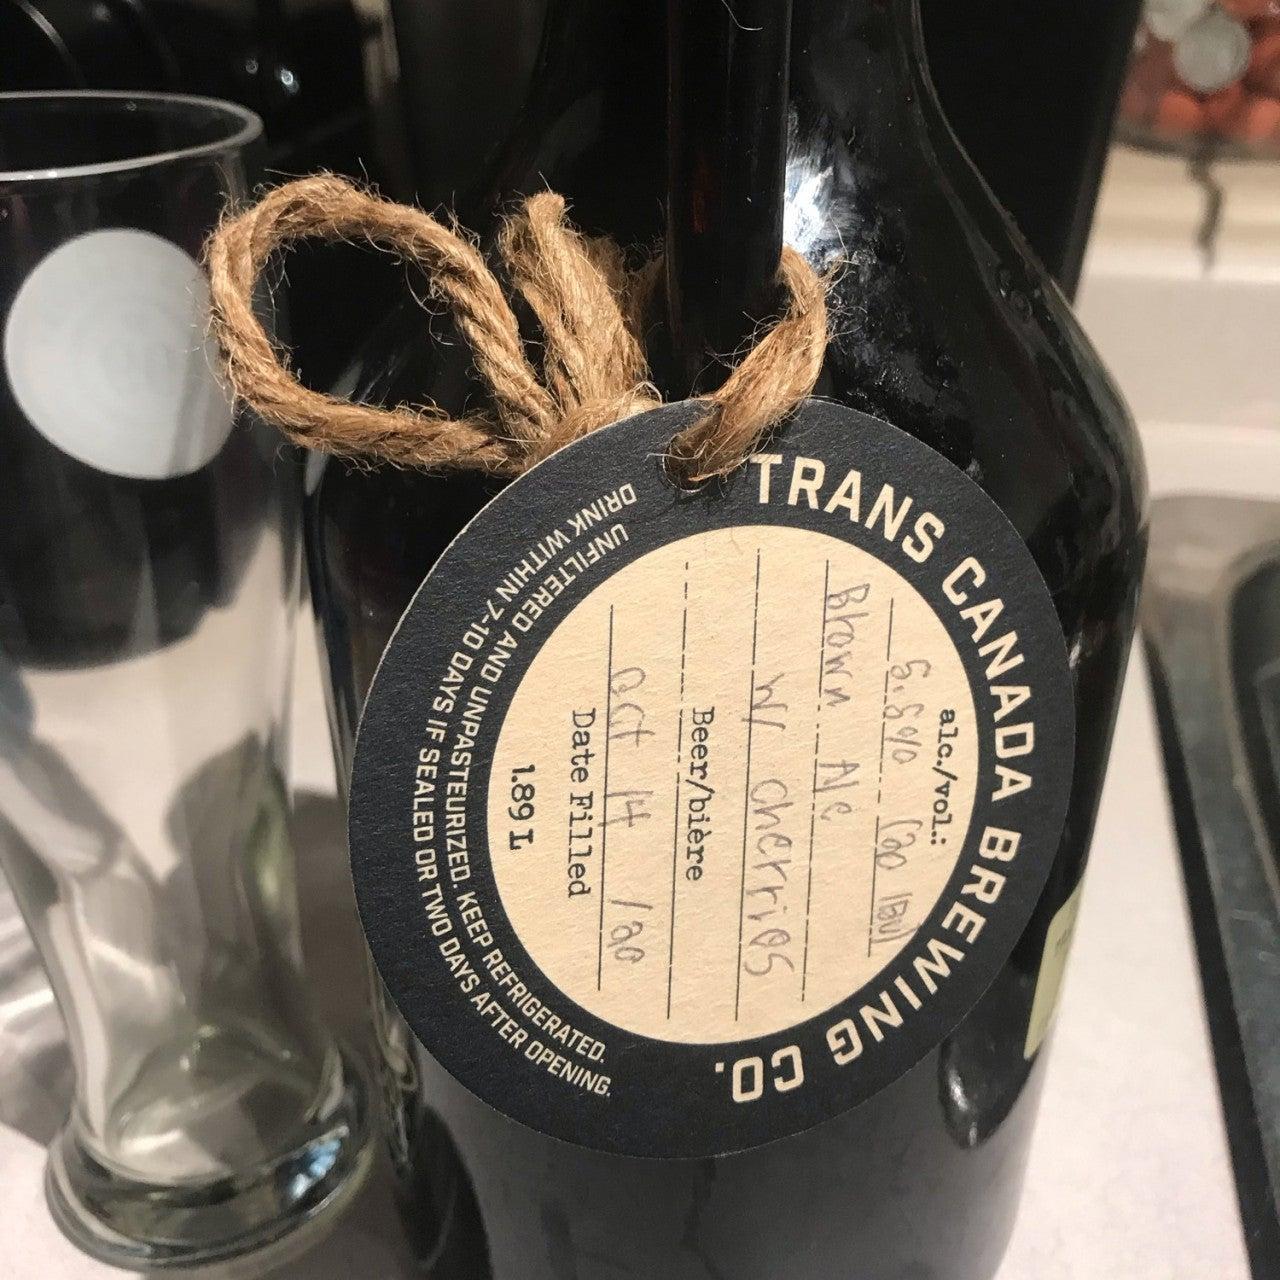 TRANS CANADA BREWING CO.
alc./vol.:
5.8% (20 IBU)
Brown Ale
w/ cherries
Beer/bière
Oct 14 /20
Date Filled
1.89 L
UNFILTERED AND UNPASTEURIZED. KEEP REFRIGERATED.
DRINK WITHIN 7-10 DAYS IF SEALED OR TWO DAYS AFTER OPENING.